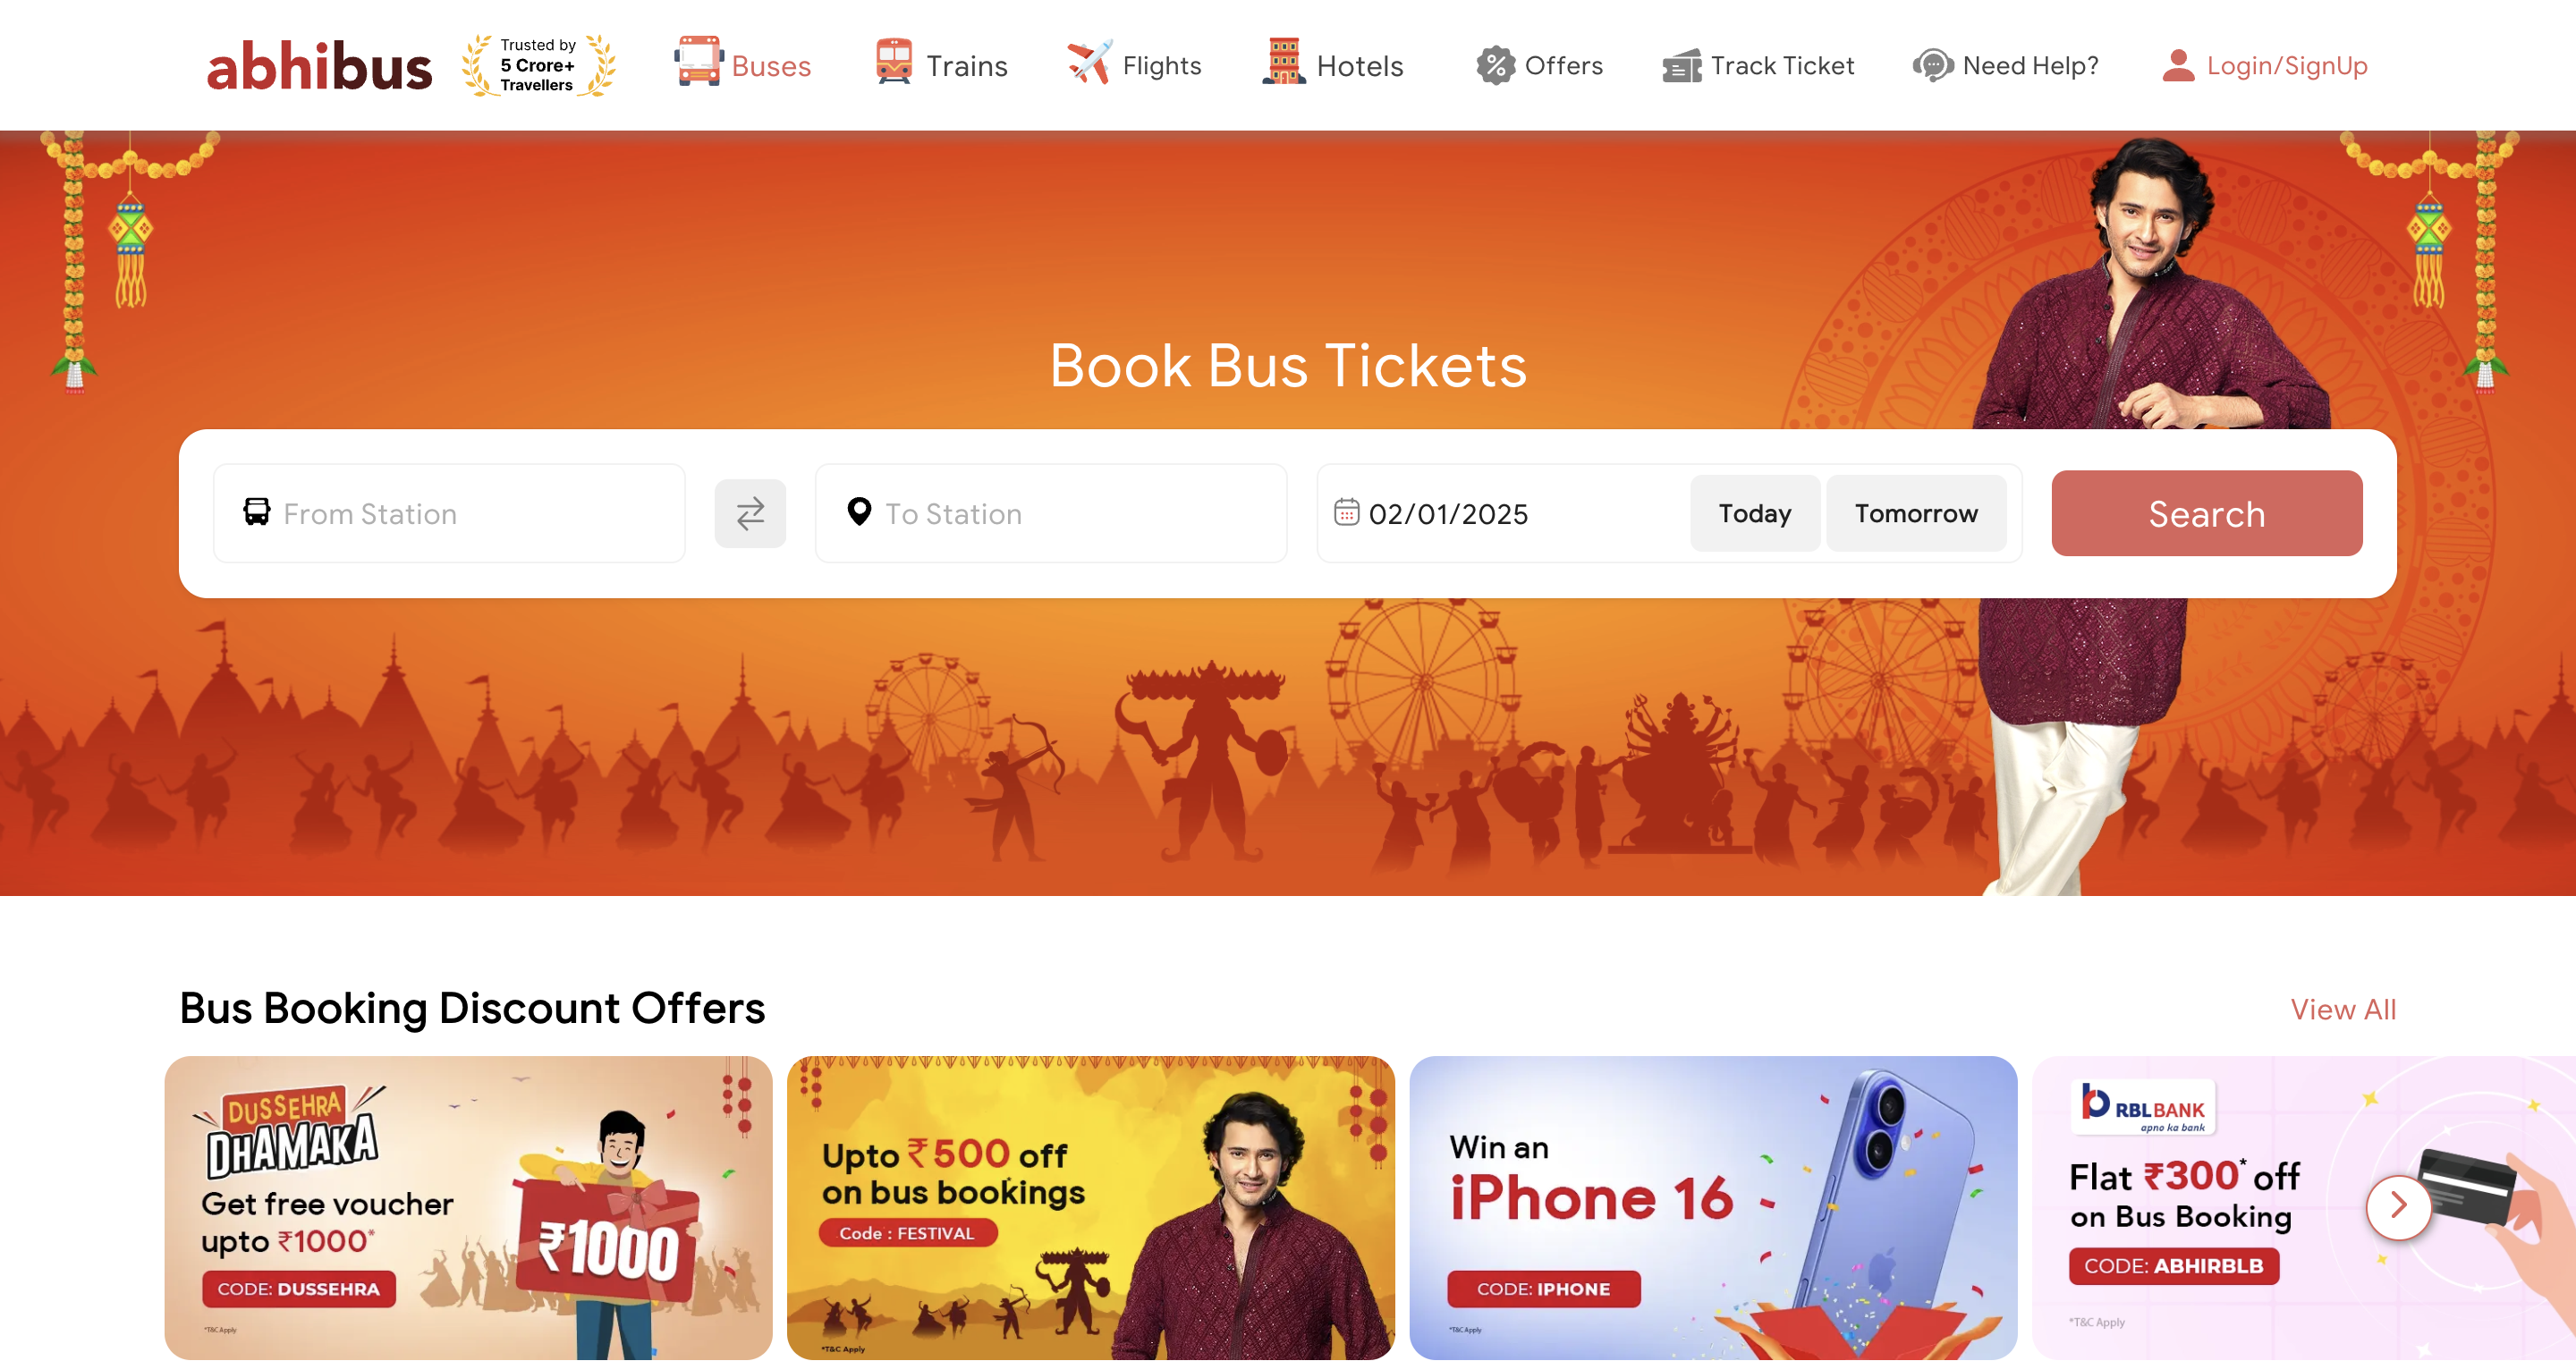 abhibus
Trusted by
5 Crore+
Travellers
Buses
Trains
Flights
Hotels
Offers
Track Ticket
Need Help?
Login/SignUp
Book Bus Tickets
From Station
To Station
02/01/2025
Today
Tomorrow
Search
Bus Booking Discount Offers
View All
DUSSEHRA
DHAMAKA
Get free voucher
upto ₹1000*
CODE: DUSSEHRA
*T&C Apply
₹1000
Upto ₹500 off
on bus bookings
Code : FESTIVAL
*T&C Apply
Win an
iPhone 16
CODE: IPHONE
*T&C Apply
RBLBANK
apno ka bank
Flat ₹300* off
on Bus Booking
CODE: ABHIRBLB
*T&C Apply